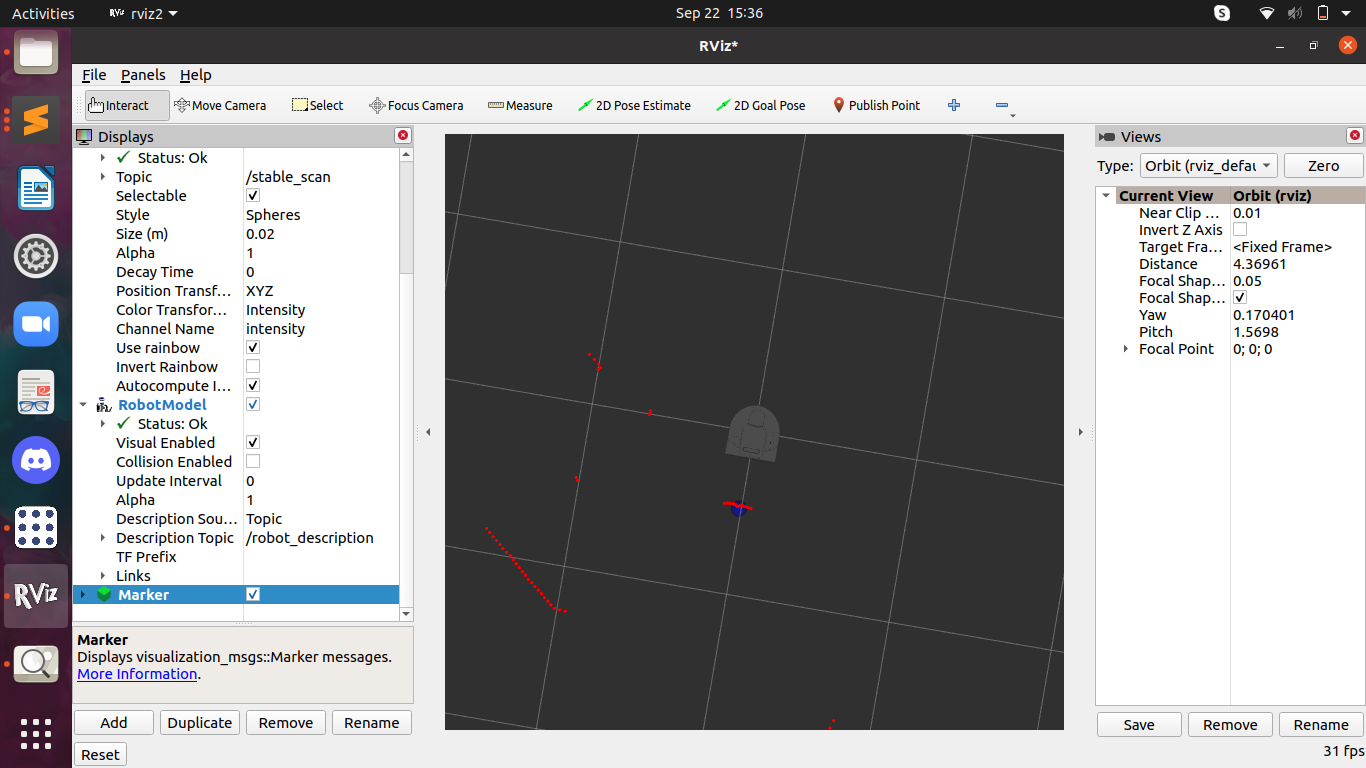 Activities
RViz
rviz2
Sep 22 15:36
RViz*
File Panels Help
Interact
Move Camera
Select
Focus Camera
Measure
2D Pose Estimate
2D Goal Pose
Publish Point
Displays
Status: Ok
Topic /stable_scan
Selectable
Style Spheres
Size (m) 0.02
Alpha 1
Decay Time 0
Position Transf... XYZ
Color Transfor... Intensity
Channel Name intensity
Use rainbow
Invert Rainbow
Autocompute I...
RobotModel
Status: Ok
Visual Enabled
Collision Enabled
Update Interval 0
Alpha 1
Description Sou... Topic
Description Topic /robot_description
TF Prefix
Links
Marker
Marker
Displays visualization_msgs::Marker messages.
More Information.
Add Duplicate Remove Rename
Reset
RViz
Views
Type: Orbit (rviz_defau Zero
Current View Orbit (rviz)
Near Clip ... 0.01
Invert Z Axis
Target Fra... <Fixed Frame>
Distance 4.36961
Focal Shap... 0.05
Focal Shap...
Yaw 0.170401
Pitch 1.5698
Focal Point 0; 0; 0
Save Remove Rename
31 fps